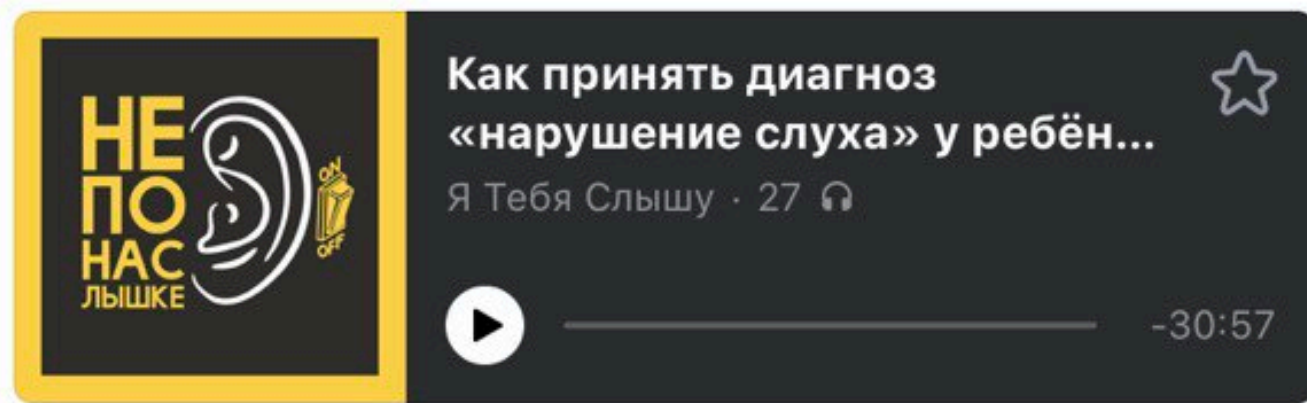 НЕ
ПО
НАС
ЛЫШКЕ
ON
OFF
Как принять диагноз
«нарушение слуха» у ребён...
Я Тебя Слышу · 27
-30:57